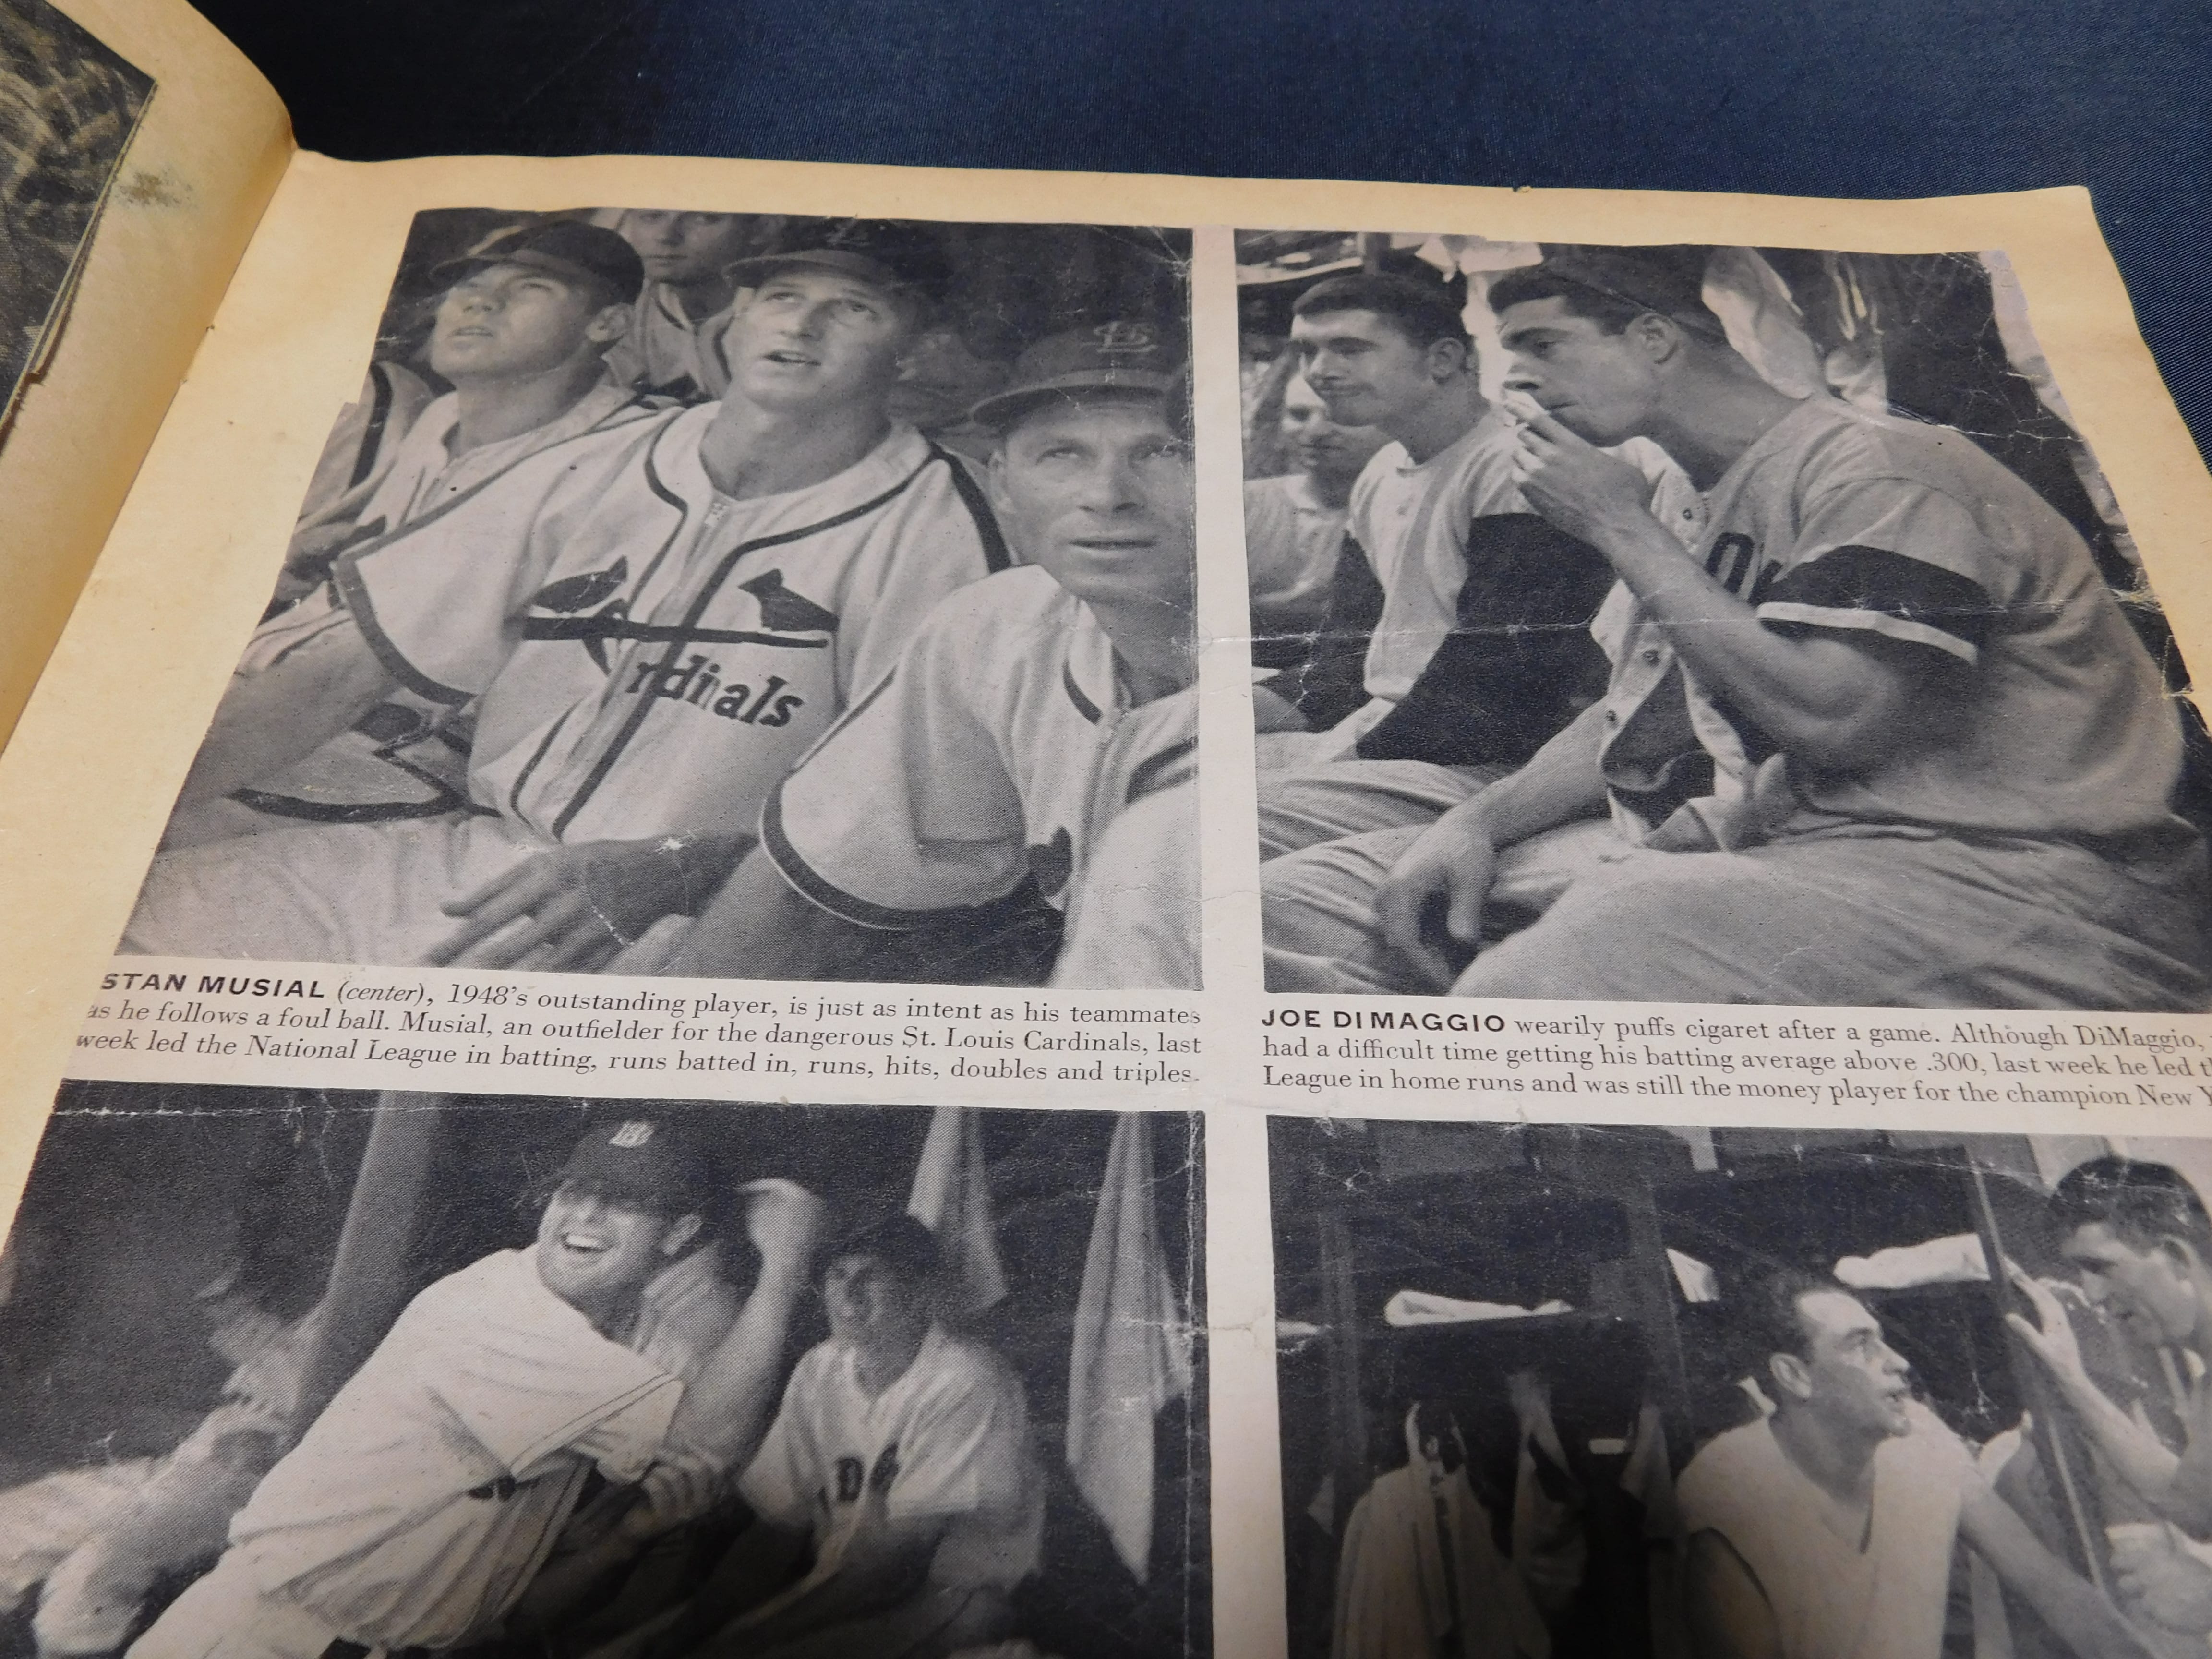 rdinals
STAN MUSIAL (center), 1948's outstanding player, is just as intent as his teammates
as he follows a foul ball. Musial, an outfielder for the dangerous St. Louis Cardinals, last
week led the National League in batting, runs batted in, runs, hits, doubles and triples.
JOE DIMAGGIO wearily puffs cigaret after a game. Although DiMaggio,
had a difficult time getting his batting average above .300, last week he led
League in home runs and was still the money player for the champion New
B